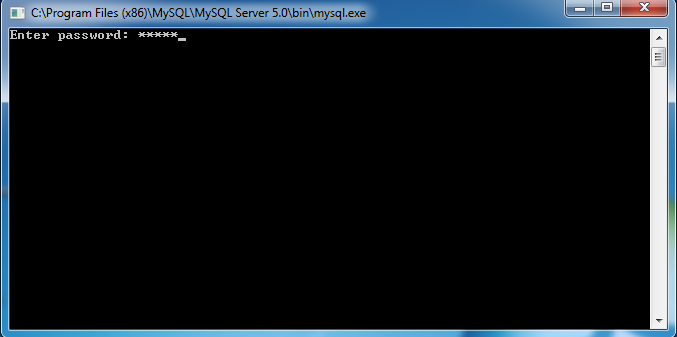 C:\Program Files (x86)\MySQL\MySQL Server 5.0\bin\mysql.exe
Enter password: *****